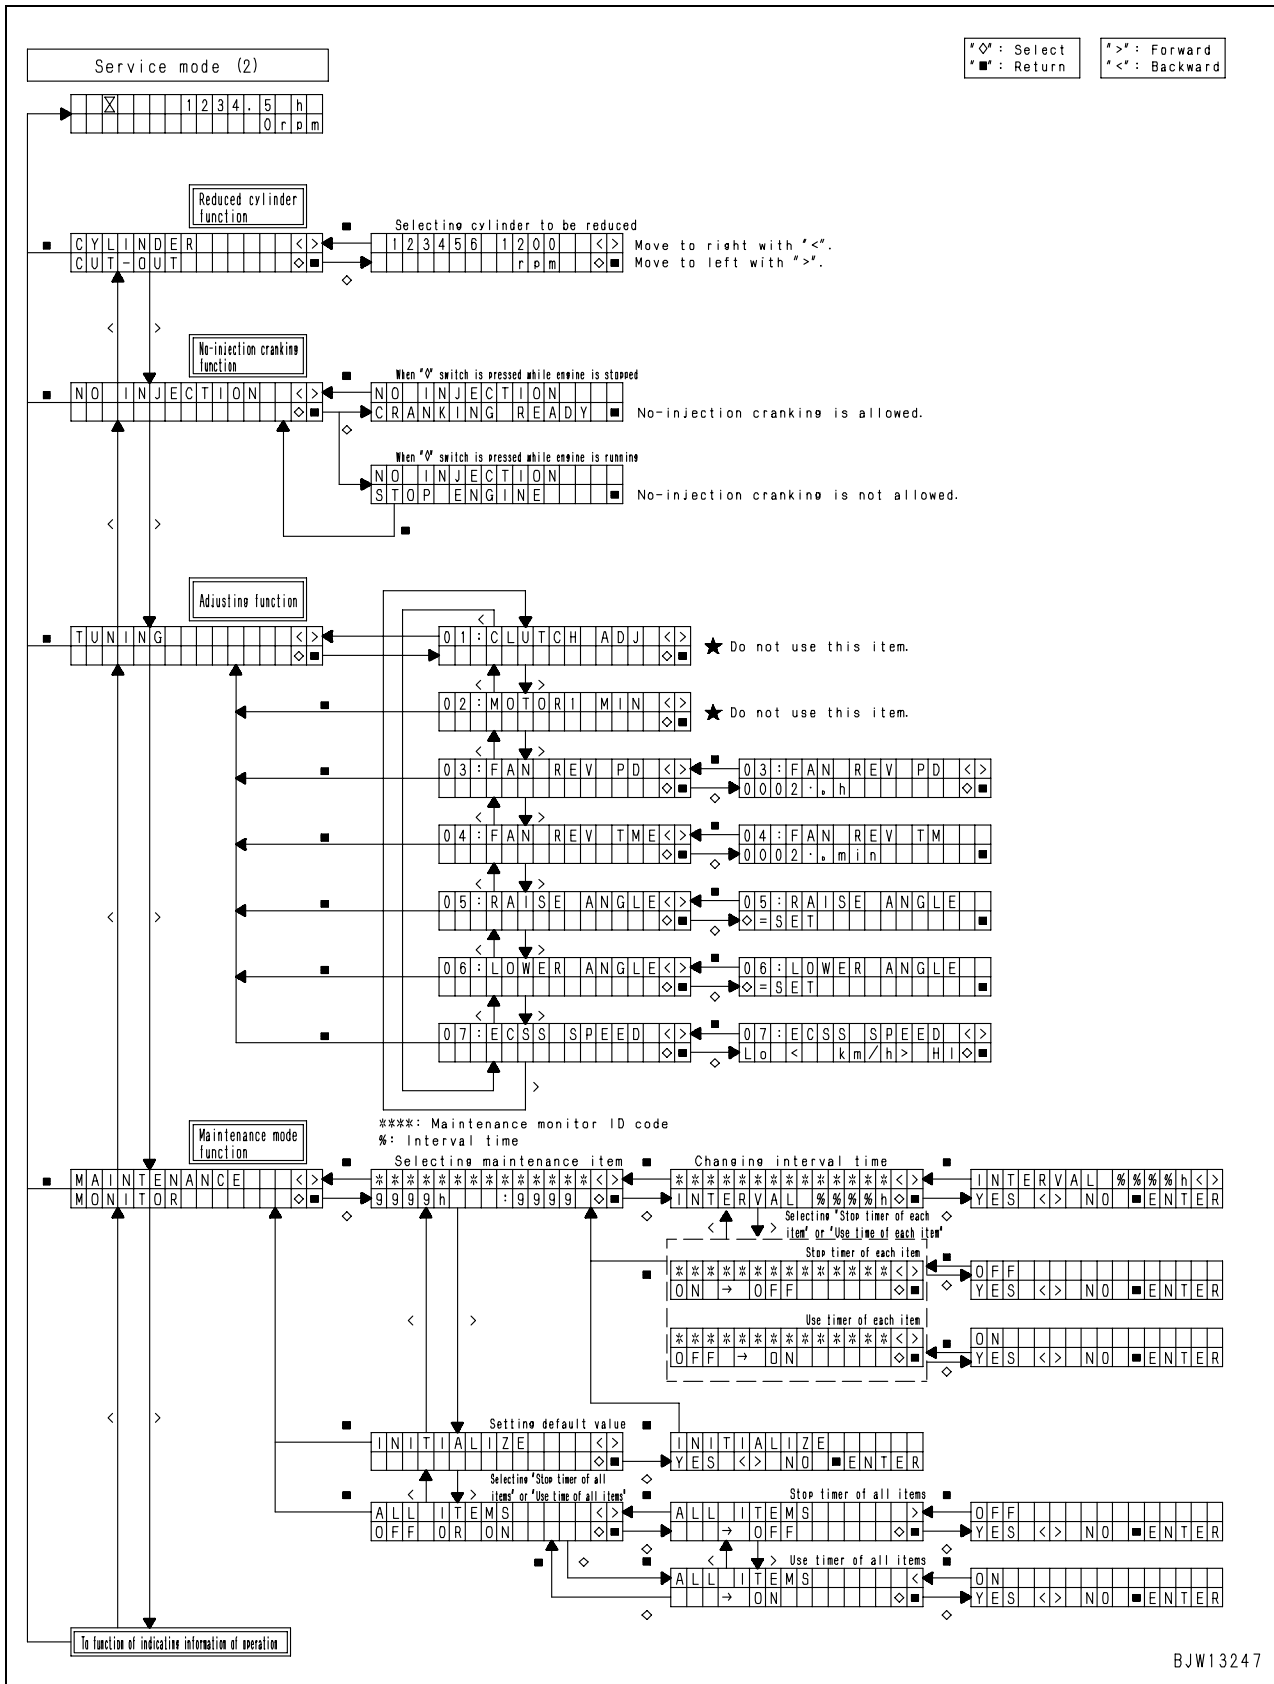 Service mode (2)
"◇": Select
"■": Return
">": Forward
"<": Backward
1234.5 h
0rpm
Reduced cylinder
function
■
Selecting cylinder to be reduced
CYLINDER <>
CUT-OUT ◇■
123456 1200 <>
rpm ◇■
Move to right with "<".
Move to left with ">".
◇
< >
No-injection cranking
function
■
When "◇" switch is pressed while engine is stopped
NO INJECTION <>
◇■
NO INJECTION
CRANKING READY ■
No-injection cranking is allowed.
◇
When "◇" switch is pressed while engine is running
NO INJECTION
STOP ENGINE ■
No-injection cranking is not allowed.
< >
■
Adjusting function
■
TUNING <>
◇■
01:CLUTCH ADJ <>
◇■
★ Do not use this item.
< >
02:MOTOR1 MIN <>
◇■
★ Do not use this item.
< >
03:FAN REV PD <>
◇■
03:FAN REV PD <>
0002·。h ◇■
< >
04:FAN REV TME<>
◇■
04:FAN REV TM
0002·。min ■
< >
05:RAISE ANGLE<>
◇■
05:RAISE ANGLE
◇=SET ■
< >
06:LOWER ANGLE<>
◇■
06:LOWER ANGLE
◇=SET ■
< >
07:ECSS SPEED <>
◇■
07:ECSS SPEED <>
Lo < km/h> HI◇■
>
****: Maintenance monitor ID code
%: Interval time
Maintenance mode
function
Selecting maintenance item
Changing interval time
MAINTENANCE <>
MONITOR ◇■
**************<>
9999h :9999 ◇■
**************<>
INTERVAL %%%%h◇■
INTERVAL %%%%h<>
YES <> NO ■ENTER
Selecting "Stop timer of each
item" or "Use time of each item"
Stop timer of each item
**************<>
ON → OFF ◇■
OFF
YES <> NO ■ENTER
Use timer of each item
**************<>
OFF → ON ◇■
ON
YES <> NO ■ENTER
< >
Setting default value
INITIALIZE <>
◇■
INITIALIZE
YES <> NO ■ENTER
Selecting "Stop timer of all
items" or "Use time of all items"
Stop timer of all items
ALL ITEMS <>
OFF OR ON ◇■
ALL ITEMS >
→ OFF ◇■
OFF
YES <> NO ■ENTER
< >
Use timer of all items
ALL ITEMS <
→ ON ◇■
ON
YES <> NO ■ENTER
To function of indicating information of operation
BJW13247